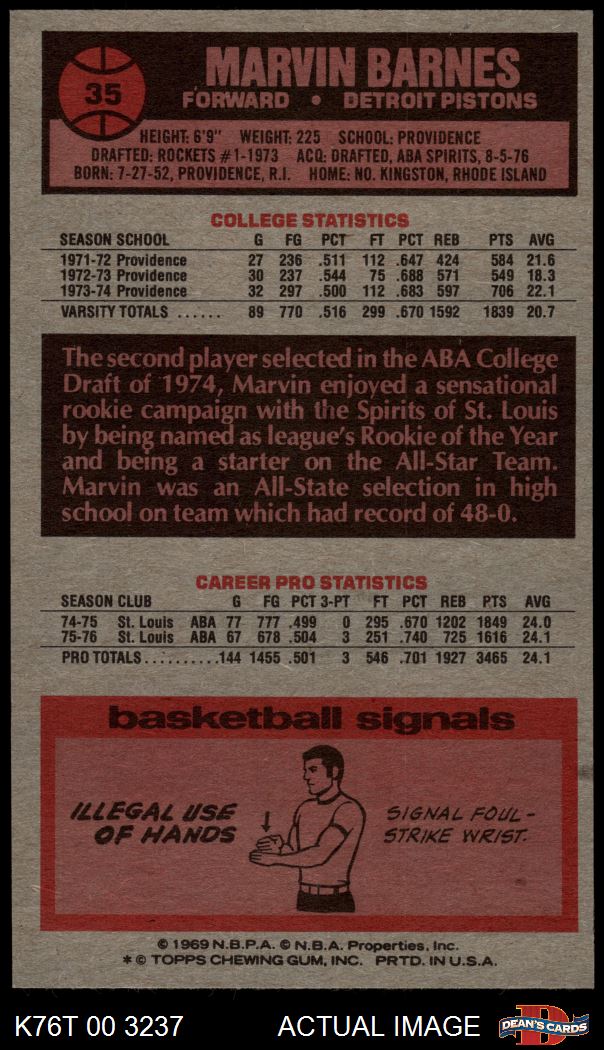 35
MARVIN BARNES
FORWARD • DETROIT PISTONS
HEIGHT: 6'9" WEIGHT: 225 SCHOOL: PROVIDENCE
DRAFTED: ROCKETS #1-1973 ACQ: DRAFTED, ABA SPIRITS, 8-5-76
BORN: 7-27-52, PROVIDENCE, R.I. HOME: NO. KINGSTON, RHODE ISLAND
COLLEGE STATISTICS
SEASON SCHOOL G FG PCT FT PCT REB PTS AVG
1971-72 Providence 27 236 .511 112 .647 424 584 21.6
1972-73 Providence 30 237 .544 75 .688 571 549 18.3
1973-74 Providence 32 297 .500 112 .683 597 706 22.1
VARSITY TOTALS ...... 89 770 .516 299 .670 1592 1839 20.7
The second player selected in the ABA College
Draft of 1974, Marvin enjoyed a sensational
rookie campaign with the Spirits of St. Louis
by being named as league's Rookie of the Year
and being a starter on the All-Star Team.
Marvin was an All-State selection in high
school on team which had record of 48-0.
CAREER PRO STATISTICS
SEASON CLUB G FG PCT 3-PT FT PCT REB PTS AVG
74-75 St. Louis ABA 77 777 .499 0 295 .670 1202 1849 24.0
75-76 St. Louis ABA 67 678 .504 3 251 .740 725 1616 24.1
PRO TOTALS..........144 1455 .501 3 546 .701 1927 3465 24.1
basketball signals
ILLEGAL USE
OF HANDS
SIGNAL FOUL-
STRIKE WRIST.
© 1969 N.B.P.A. © N.B.A. Properties, Inc.
* © TOPPS CHEWING GUM, INC. PRTD. IN U.S.A.
K76T 00 3237 ACTUAL IMAGE
D
DEAN'S CARDS